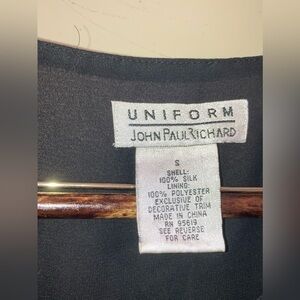 UNIFORM
JOHN PAUL RICHARD
S
SHELL:
100% SILK
LINING:
100% POLYESTER
EXCLUSIVE OF
DECORATIVE TRIM
MADE IN CHINA
RN 95619
SEE REVERSE
FOR CARE